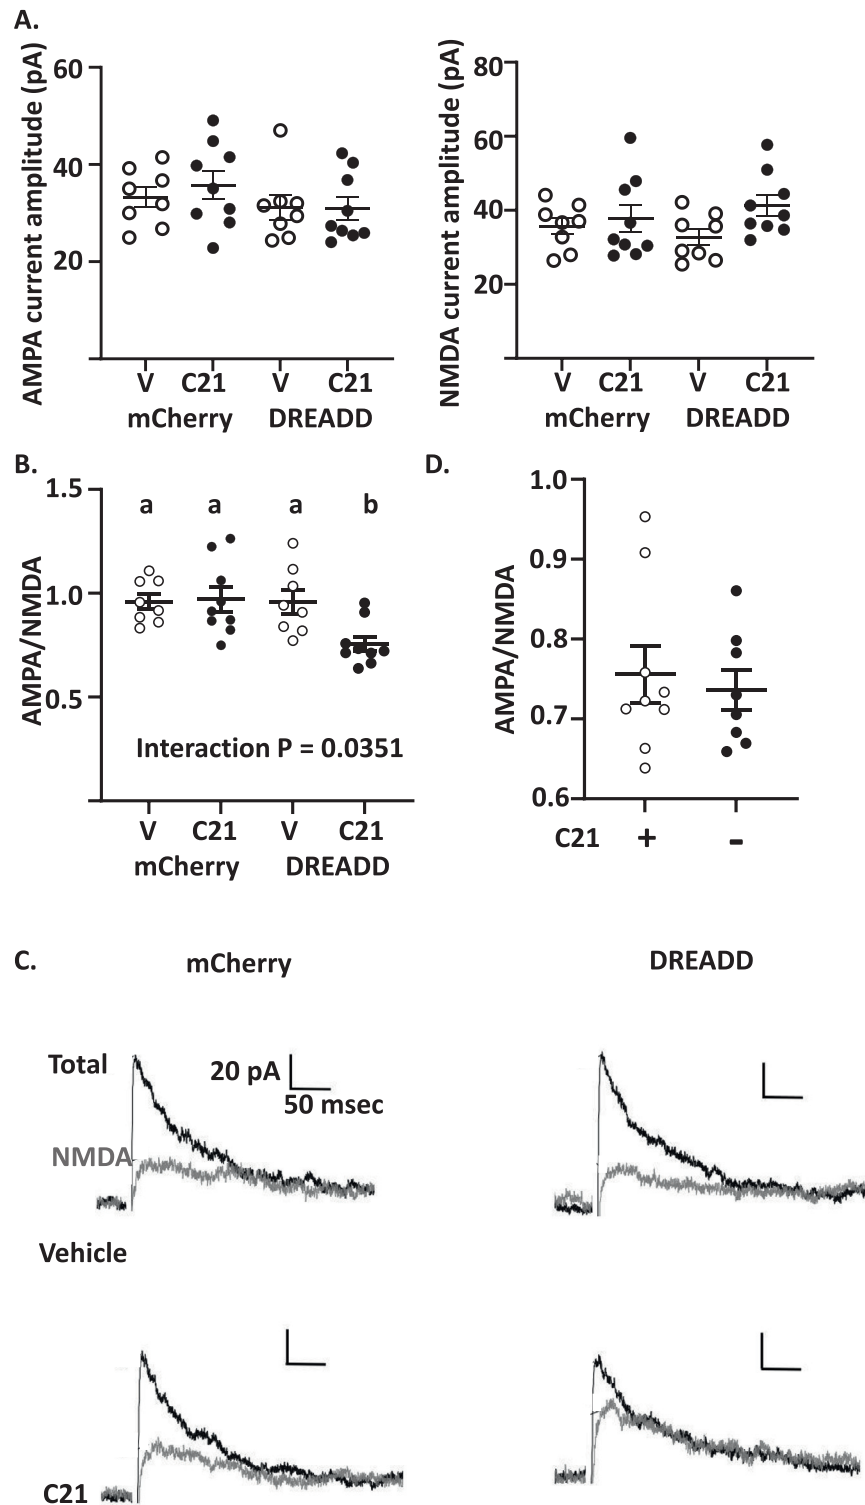 A.
AMPA current amplitude (pA)
60
40
20
V C21 V C21
mCherry DREADD
NMDA current amplitude (pA)
80
60
40
20
V C21 V C21
mCherry DREADD
B.
AMPA/NMDA
1.5
1.0
0.5
a a a b
Interaction P = 0.0351
V C21 V C21
mCherry DREADD
D.
AMPA/NMDA
1.0
0.9
0.8
0.7
0.6
C21 + -
C.
mCherry DREADD
Total
20 pA
50 msec
NMDA
Vehicle
C21